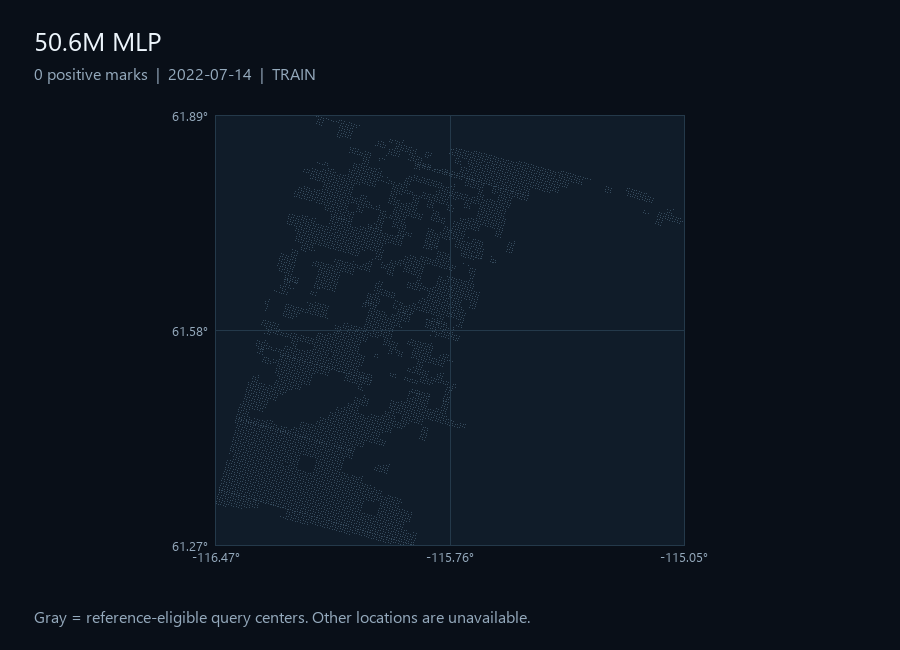 50.6M MLP
0 positive marks | 2022-07-14 | TRAIN
61.89°
61.58°
61.27°
-116.47° -115.76° -115.05°
Gray = reference-eligible query centers. Other locations are unavailable.